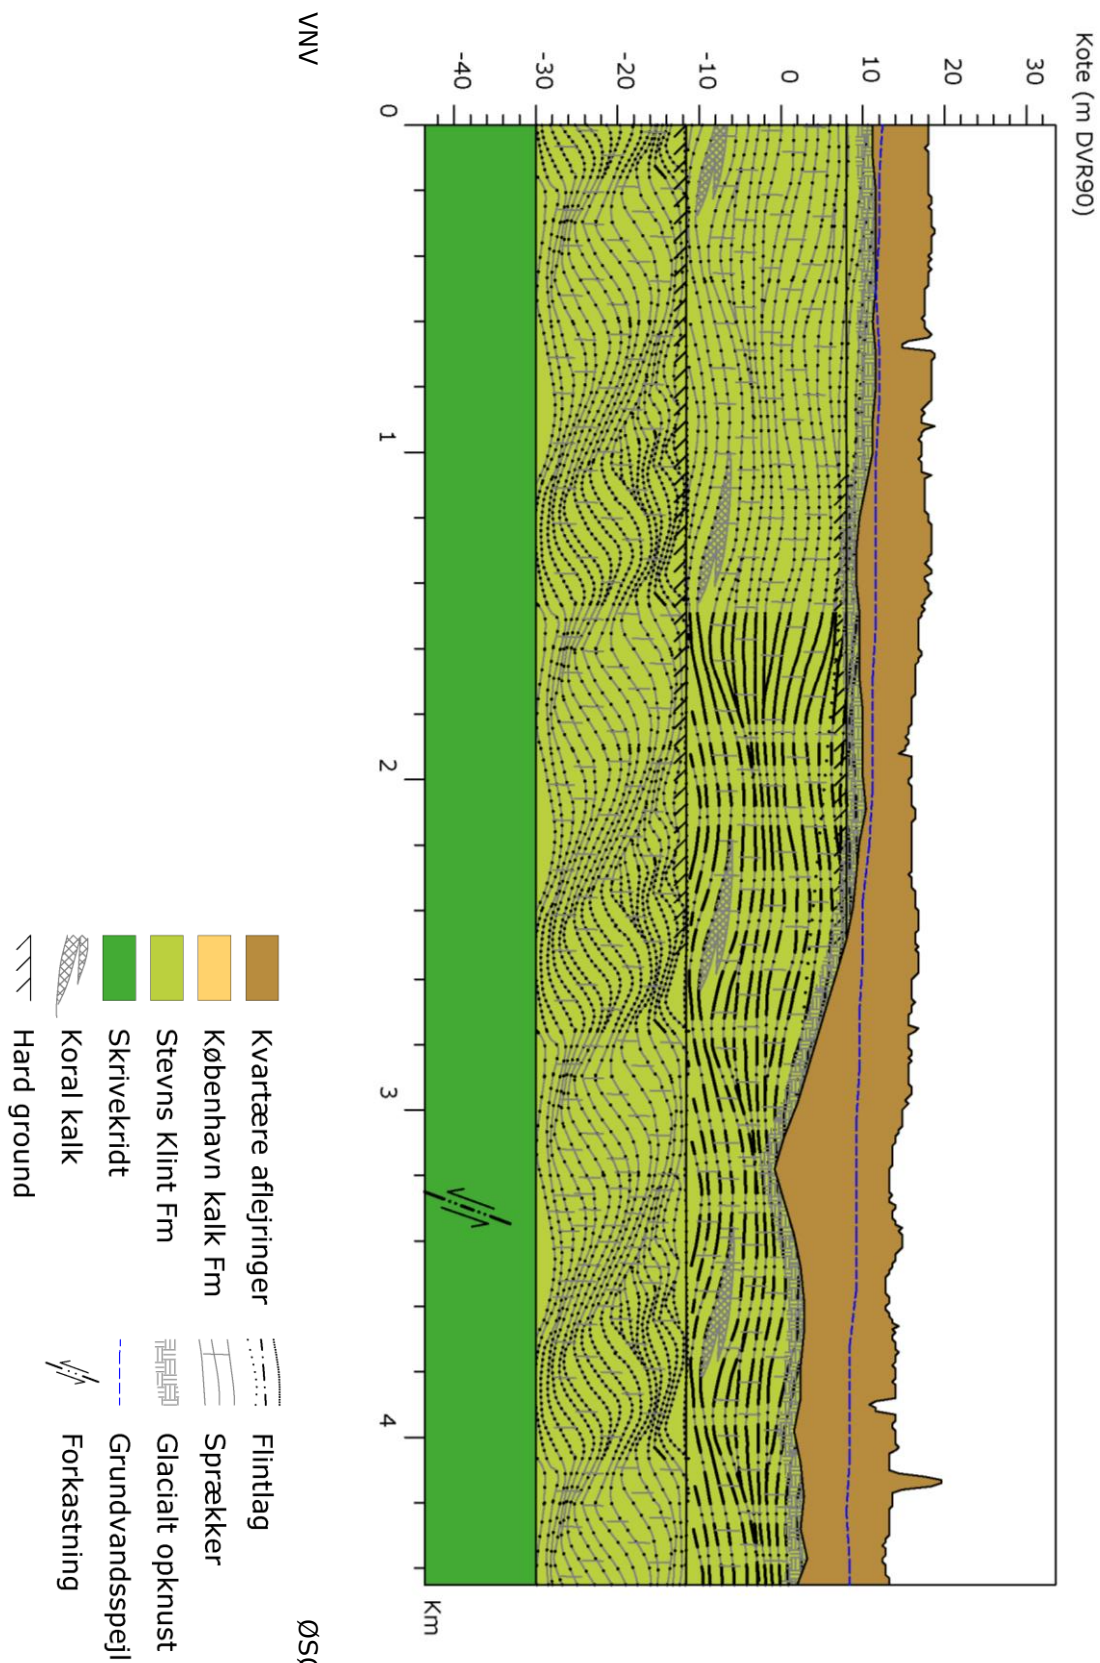 Kote (m DVR90)
30
20
10
0
-10
-20
-30
-40
0
1
2
3
4
Km
VNV
Kvartære aflejringer
København kalk Fm
Stevns Klint Fm
Skrivekridt
Koral kalk
Hard ground
Flintlag
Sprækker
Glacialt opknust
Grundvandsspejl
Forkastning